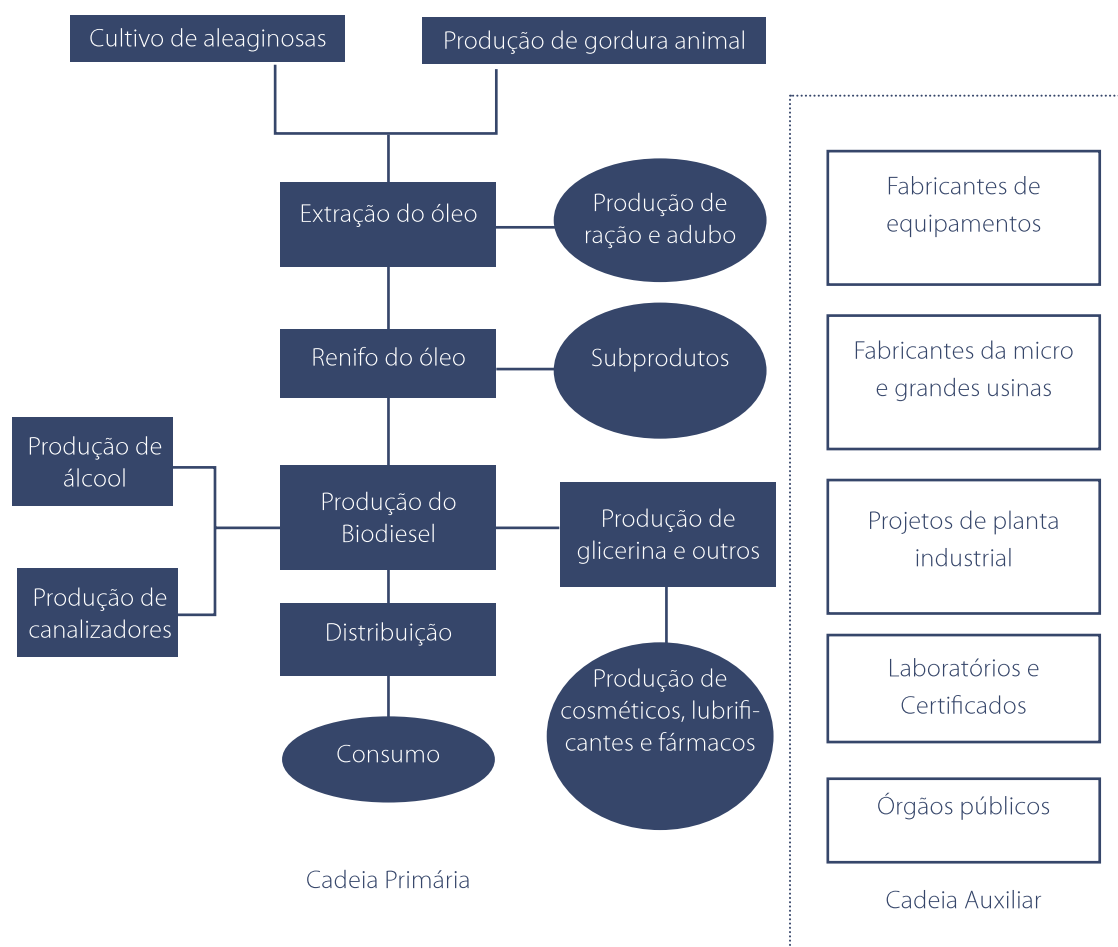 Cultivo de aleaginosas
Produção de gordura animal
Extração do óleo
Produção de
ração e adubo
Renifo do óleo
Subprodutos
Produção de
álcool
Produção do
Biodiesel
Produção de
glicerina e outros
Produção de
canalizadores
Distribuição
Produção de
cosméticos, lubrifi-
cantes e fármacos
Consumo
Cadeia Primária
Fabricantes de
equipamentos
Fabricantes da micro
e grandes usinas
Projetos de planta
industrial
Laboratórios e
Certificados
Órgãos públicos
Cadeia Auxiliar